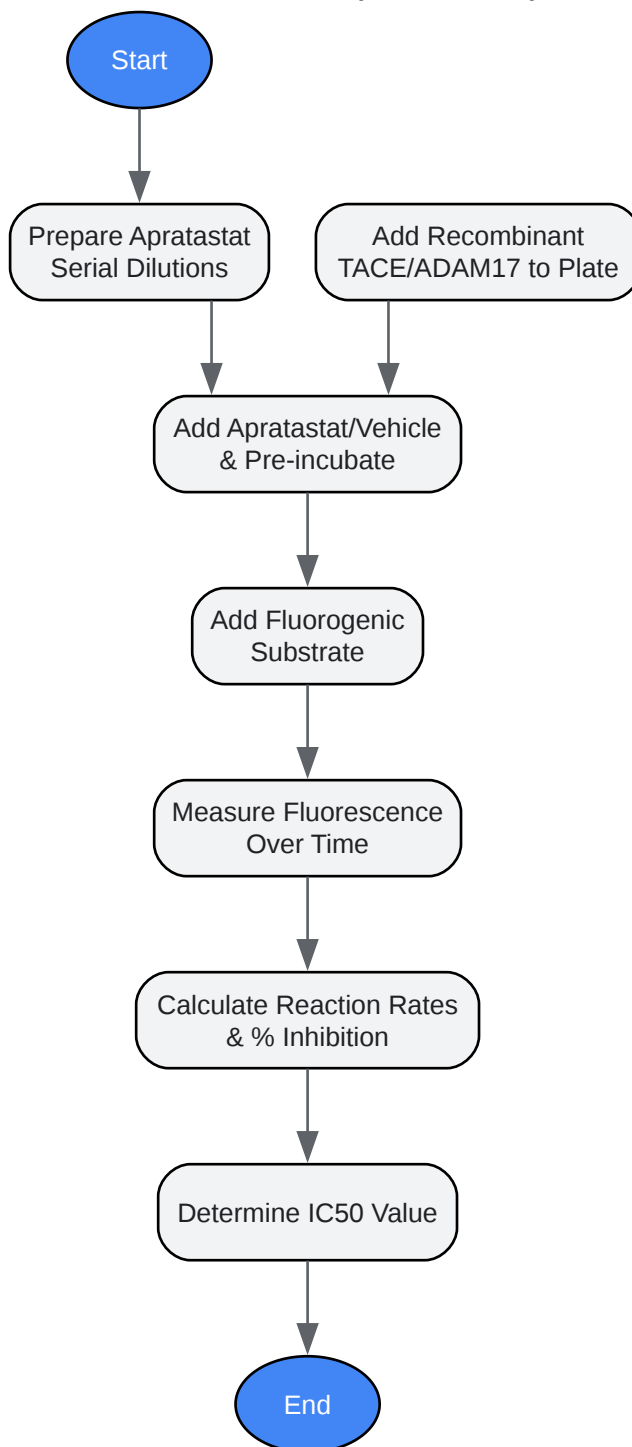 Start
Prepare Apratastat
Serial Dilutions
Add Recombinant
TACE/ADAM17 to Plate
Add Apratastat/Vehicle
& Pre-incubate
Add Fluorogenic
Substrate
Measure Fluorescence
Over Time
Calculate Reaction Rates
& % Inhibition
Determine IC50 Value
End